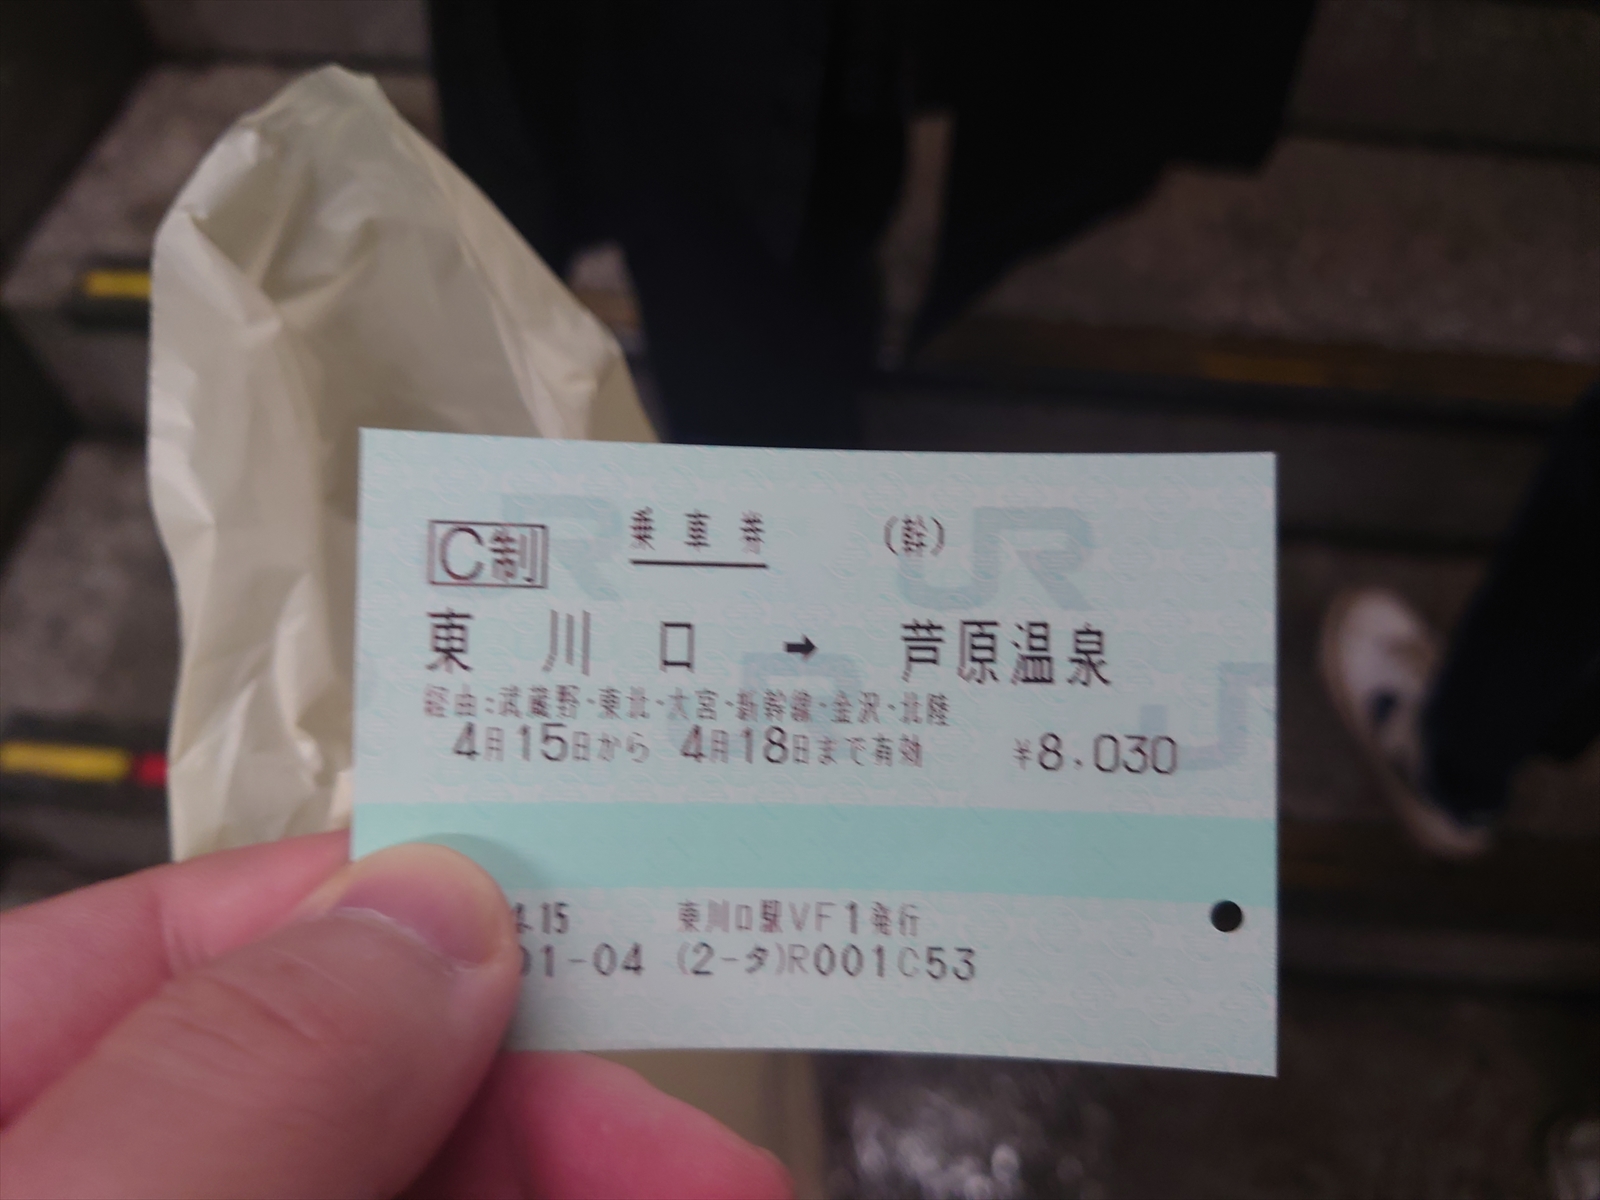 C制 乗車券 (幹)
東川口 ➡ 芦原温泉
経由:武蔵野・東北・大宮・新幹線・金沢・北陸
4月15日から 4月18日まで有効 ¥8,030
4.15 東川口駅VF1発行
01-04 (2-タ)R001C53
JR